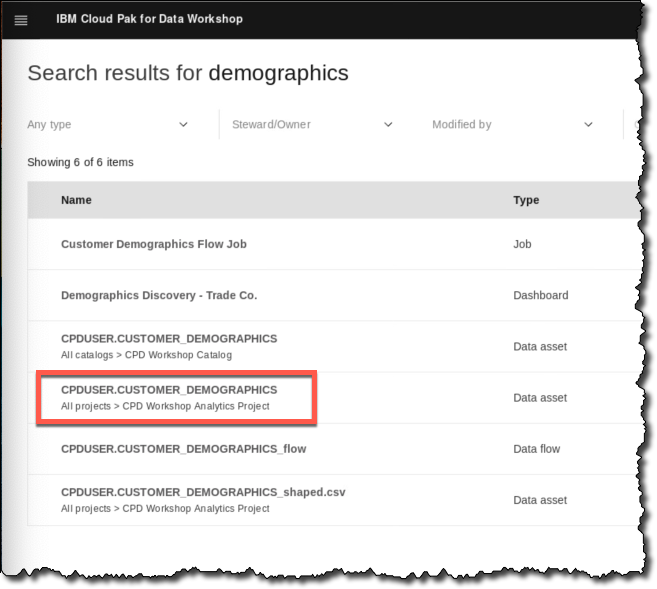 IBM Cloud Pak for Data Workshop
Search results for demographics
Any type
Steward/Owner
Modified by
Showing 6 of 6 items
Name Type
Customer Demographics Flow Job Job
Demographics Discovery - Trade Co. Dashboard
CPDUSER.CUSTOMER_DEMOGRAPHICS
All catalogs > CPD Workshop Catalog
Data asset
CPDUSER.CUSTOMER_DEMOGRAPHICS
All projects > CPD Workshop Analytics Project
Data asset
CPDUSER.CUSTOMER_DEMOGRAPHICS_flow Data flow
CPDUSER.CUSTOMER_DEMOGRAPHICS_shaped.csv
All projects > CPD Workshop Analytics Project
Data asset